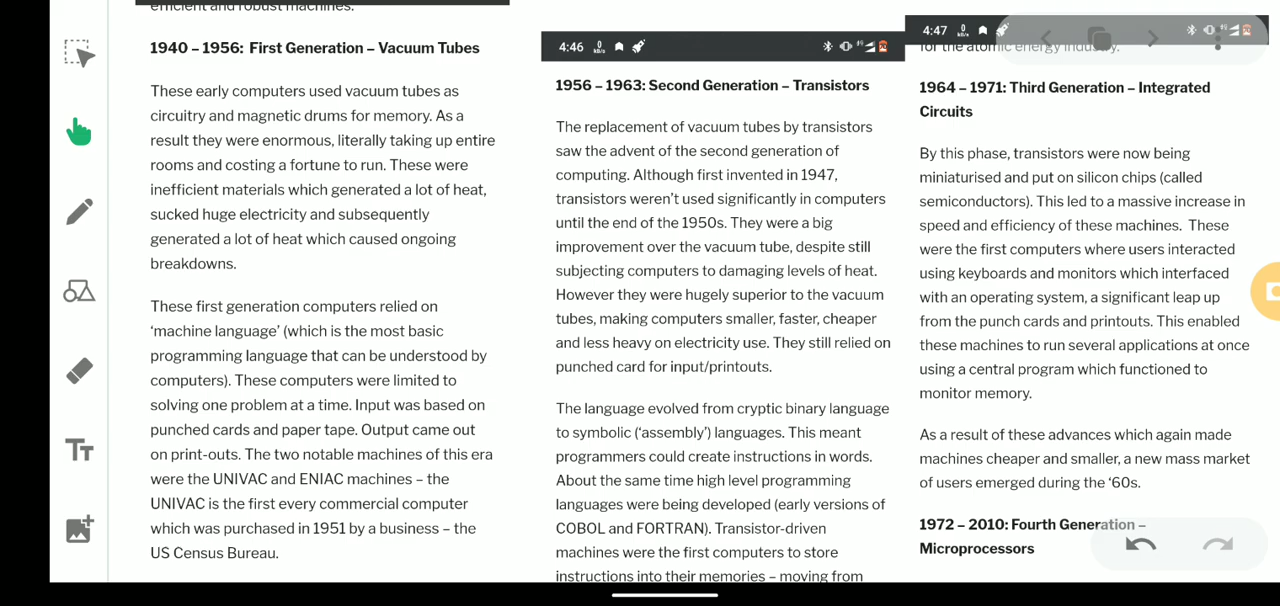 efficient and robust machines.
1940 – 1956:  First Generation – Vacuum Tubes
These early computers used vacuum tubes as
circuitry and magnetic drums for memory. As a
result they were enormous, literally taking up entire
rooms and costing a fortune to run. These were
inefficient materials which generated a lot of heat,
sucked huge electricity and subsequently
generated a lot of heat which caused ongoing
breakdowns.
These first generation computers relied on
‘machine language’ (which is the most basic
programming language that can be understood by
computers). These computers were limited to
solving one problem at a time. Input was based on
punched cards and paper tape. Output came out
on print-outs. The two notable machines of this era
were the UNIVAC and ENIAC machines – the
UNIVAC is the first every commercial computer
which was purchased in 1951 by a business – the
US Census Bureau.
4:46
1956 – 1963: Second Generation – Transistors
The replacement of vacuum tubes by transistors
saw the advent of the second generation of
computing. Although first invented in 1947,
transistors weren’t used significantly in computers
until the end of the 1950s. They were a big
improvement over the vacuum tube, despite still
subjecting computers to damaging levels of heat.
However they were hugely superior to the vacuum
tubes, making computers smaller, faster, cheaper
and less heavy on electricity use. They still relied on
punched card for input/printouts.
The language evolved from cryptic binary language
to symbolic (‘assembly’) languages. This meant
programmers could create instructions in words.
About the same time high level programming
languages were being developed (early versions of
COBOL and FORTRAN). Transistor-driven
machines were the first computers to store
instructions into their memories – moving from
4:47
for the atomic energy industry.
1964 – 1971: Third Generation – Integrated
Circuits
By this phase, transistors were now being
miniaturised and put on silicon chips (called
semiconductors). This led to a massive increase in
speed and efficiency of these machines.  These
were the first computers where users interacted
using keyboards and monitors which interfaced
with an operating system, a significant leap up
from the punch cards and printouts. This enabled
these machines to run several applications at once
using a central program which functioned to
monitor memory.
As a result of these advances which again made
machines cheaper and smaller, a new mass market
of users emerged during the ‘60s.
1972 – 2010: Fourth Generation –
Microprocessors
TT